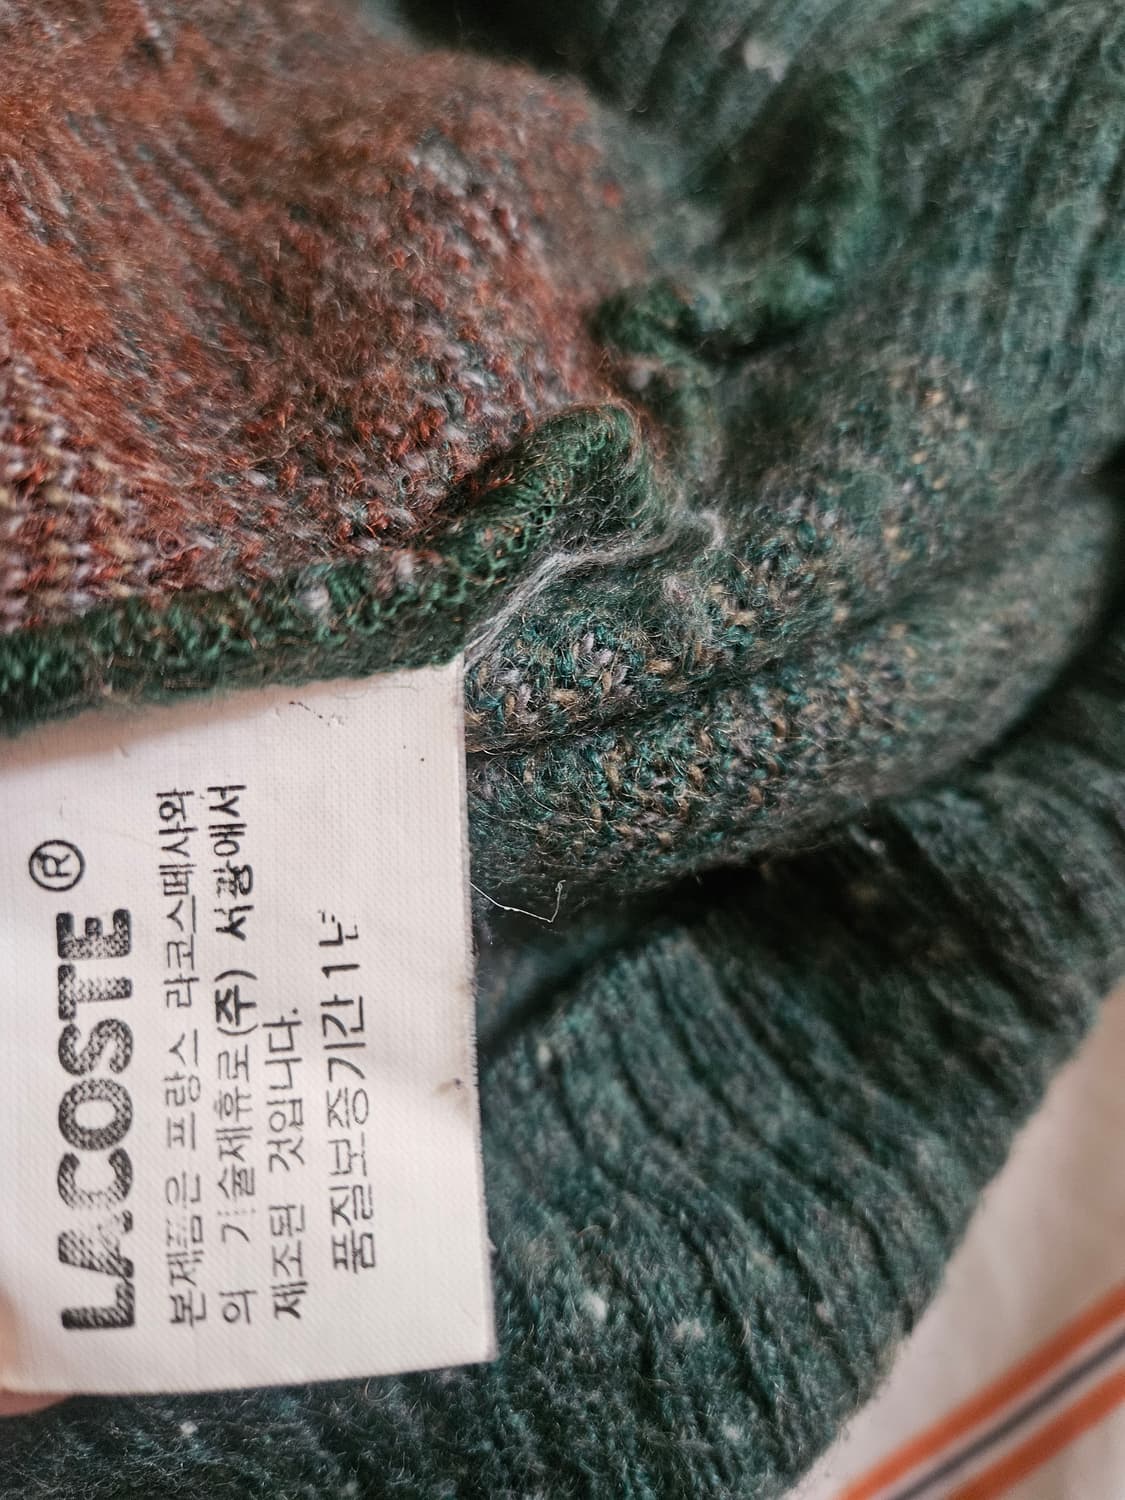 LACOSTE®
본제품은 프랑스 라코스떼사와
의 기술제휴로(주) 서광에서
제조된 것입니다.
품질보증기간 1년